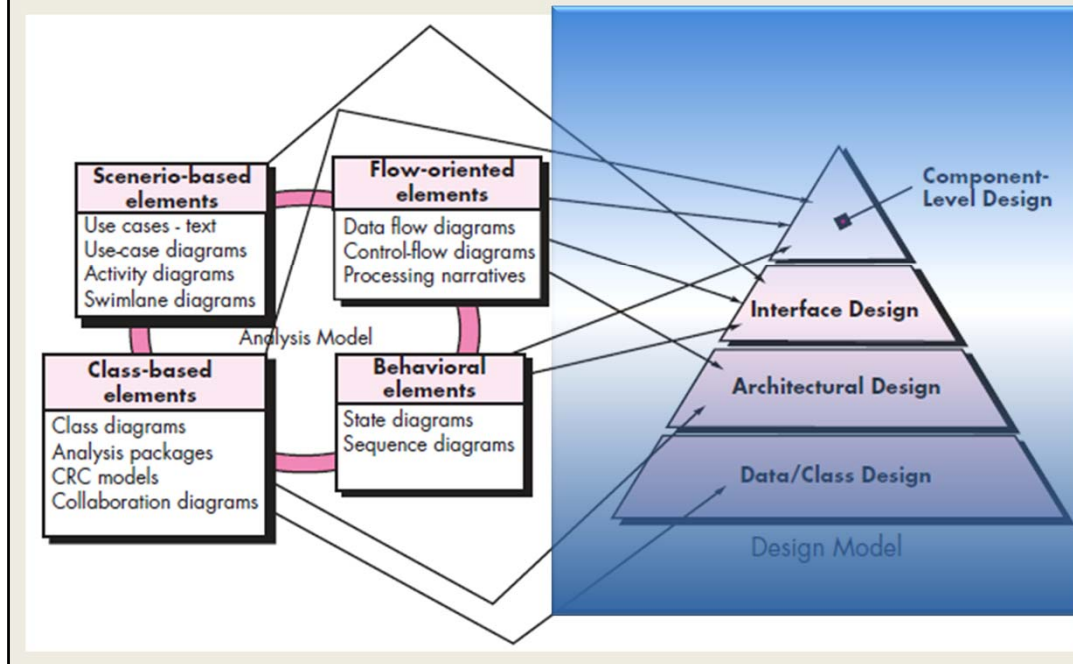 Scenerio-based
elements
Use cases - text
Use-case diagrams
Activity diagrams
Swimlane diagrams
Flow-oriented
elements
Data flow diagrams
Control-flow diagrams
Processing narratives
Analysis Model
Class-based
elements
Class diagrams
Analysis packages
CRC models
Collaboration diagrams
Behavioral
elements
State diagrams
Sequence diagrams
Component-
Level Design
Interface Design
Architectural Design
Data/Class Design
Design Model